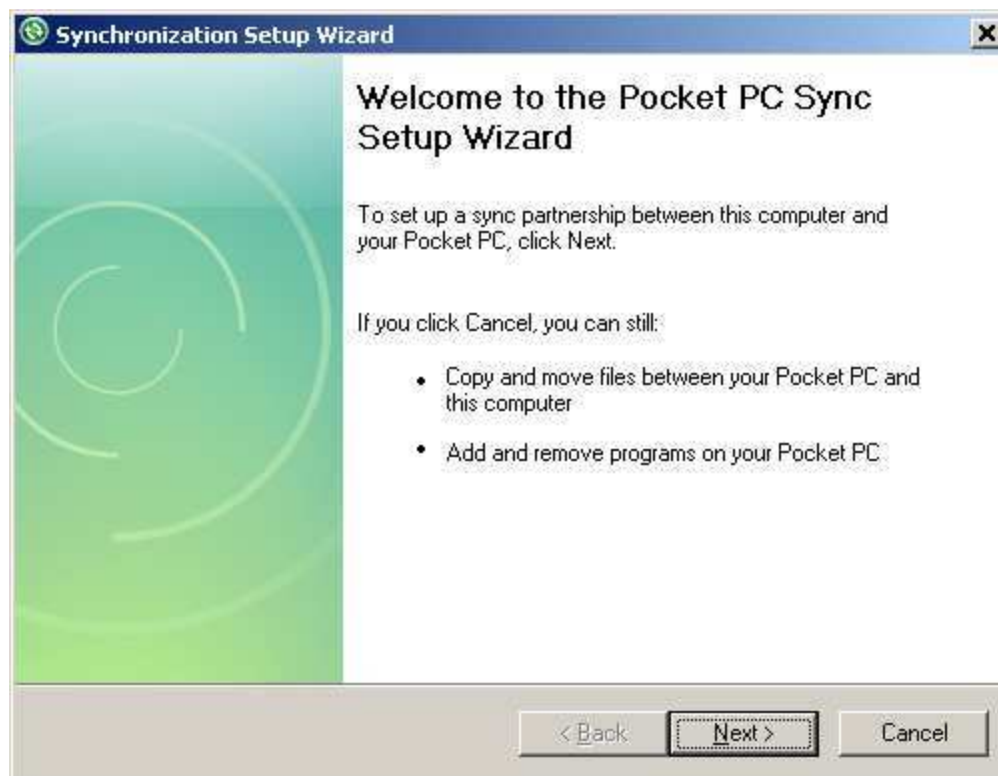 Synchronization Setup Wizard
Welcome to the Pocket PC Sync
Setup Wizard
To set up a sync partnership between this computer and
your Pocket PC, click Next.
If you click Cancel, you can still:
• Copy and move files between your Pocket PC and
this computer
• Add and remove programs on your Pocket PC
< Back
Next >
Cancel